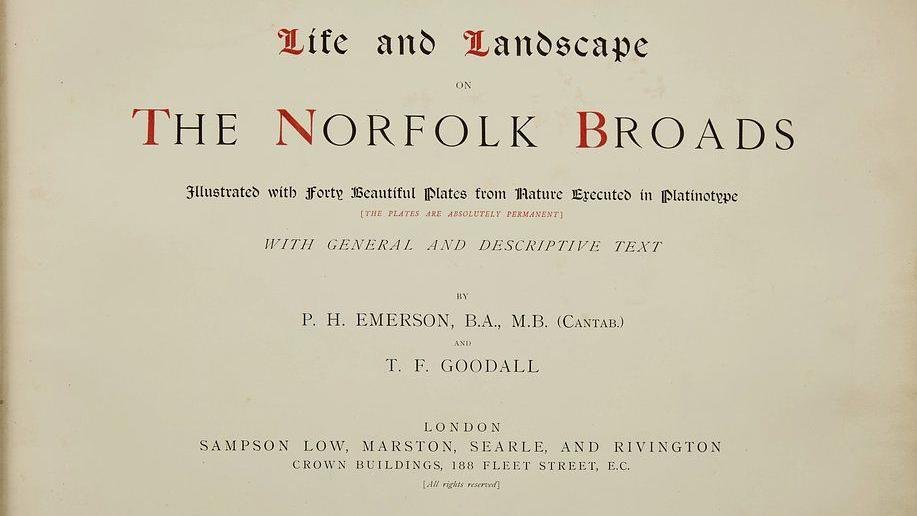 Life and Landscape
ON
THE NORFOLK BROADS
Illustrated with Forty Beautiful Plates from Nature Executed in Platinotype
[THE PLATES ARE ABSOLUTELY PERMANENT]
WITH GENERAL AND DESCRIPTIVE TEXT
BY
P. H. EMERSON, B.A., M.B. (CANTAB.)
AND
T. F. GOODALL
LONDON
SAMPSON LOW, MARSTON, SEARLE, AND RIVINGTON
CROWN BUILDINGS, 188 FLEET STREET, E.C.
[All rights reserved]